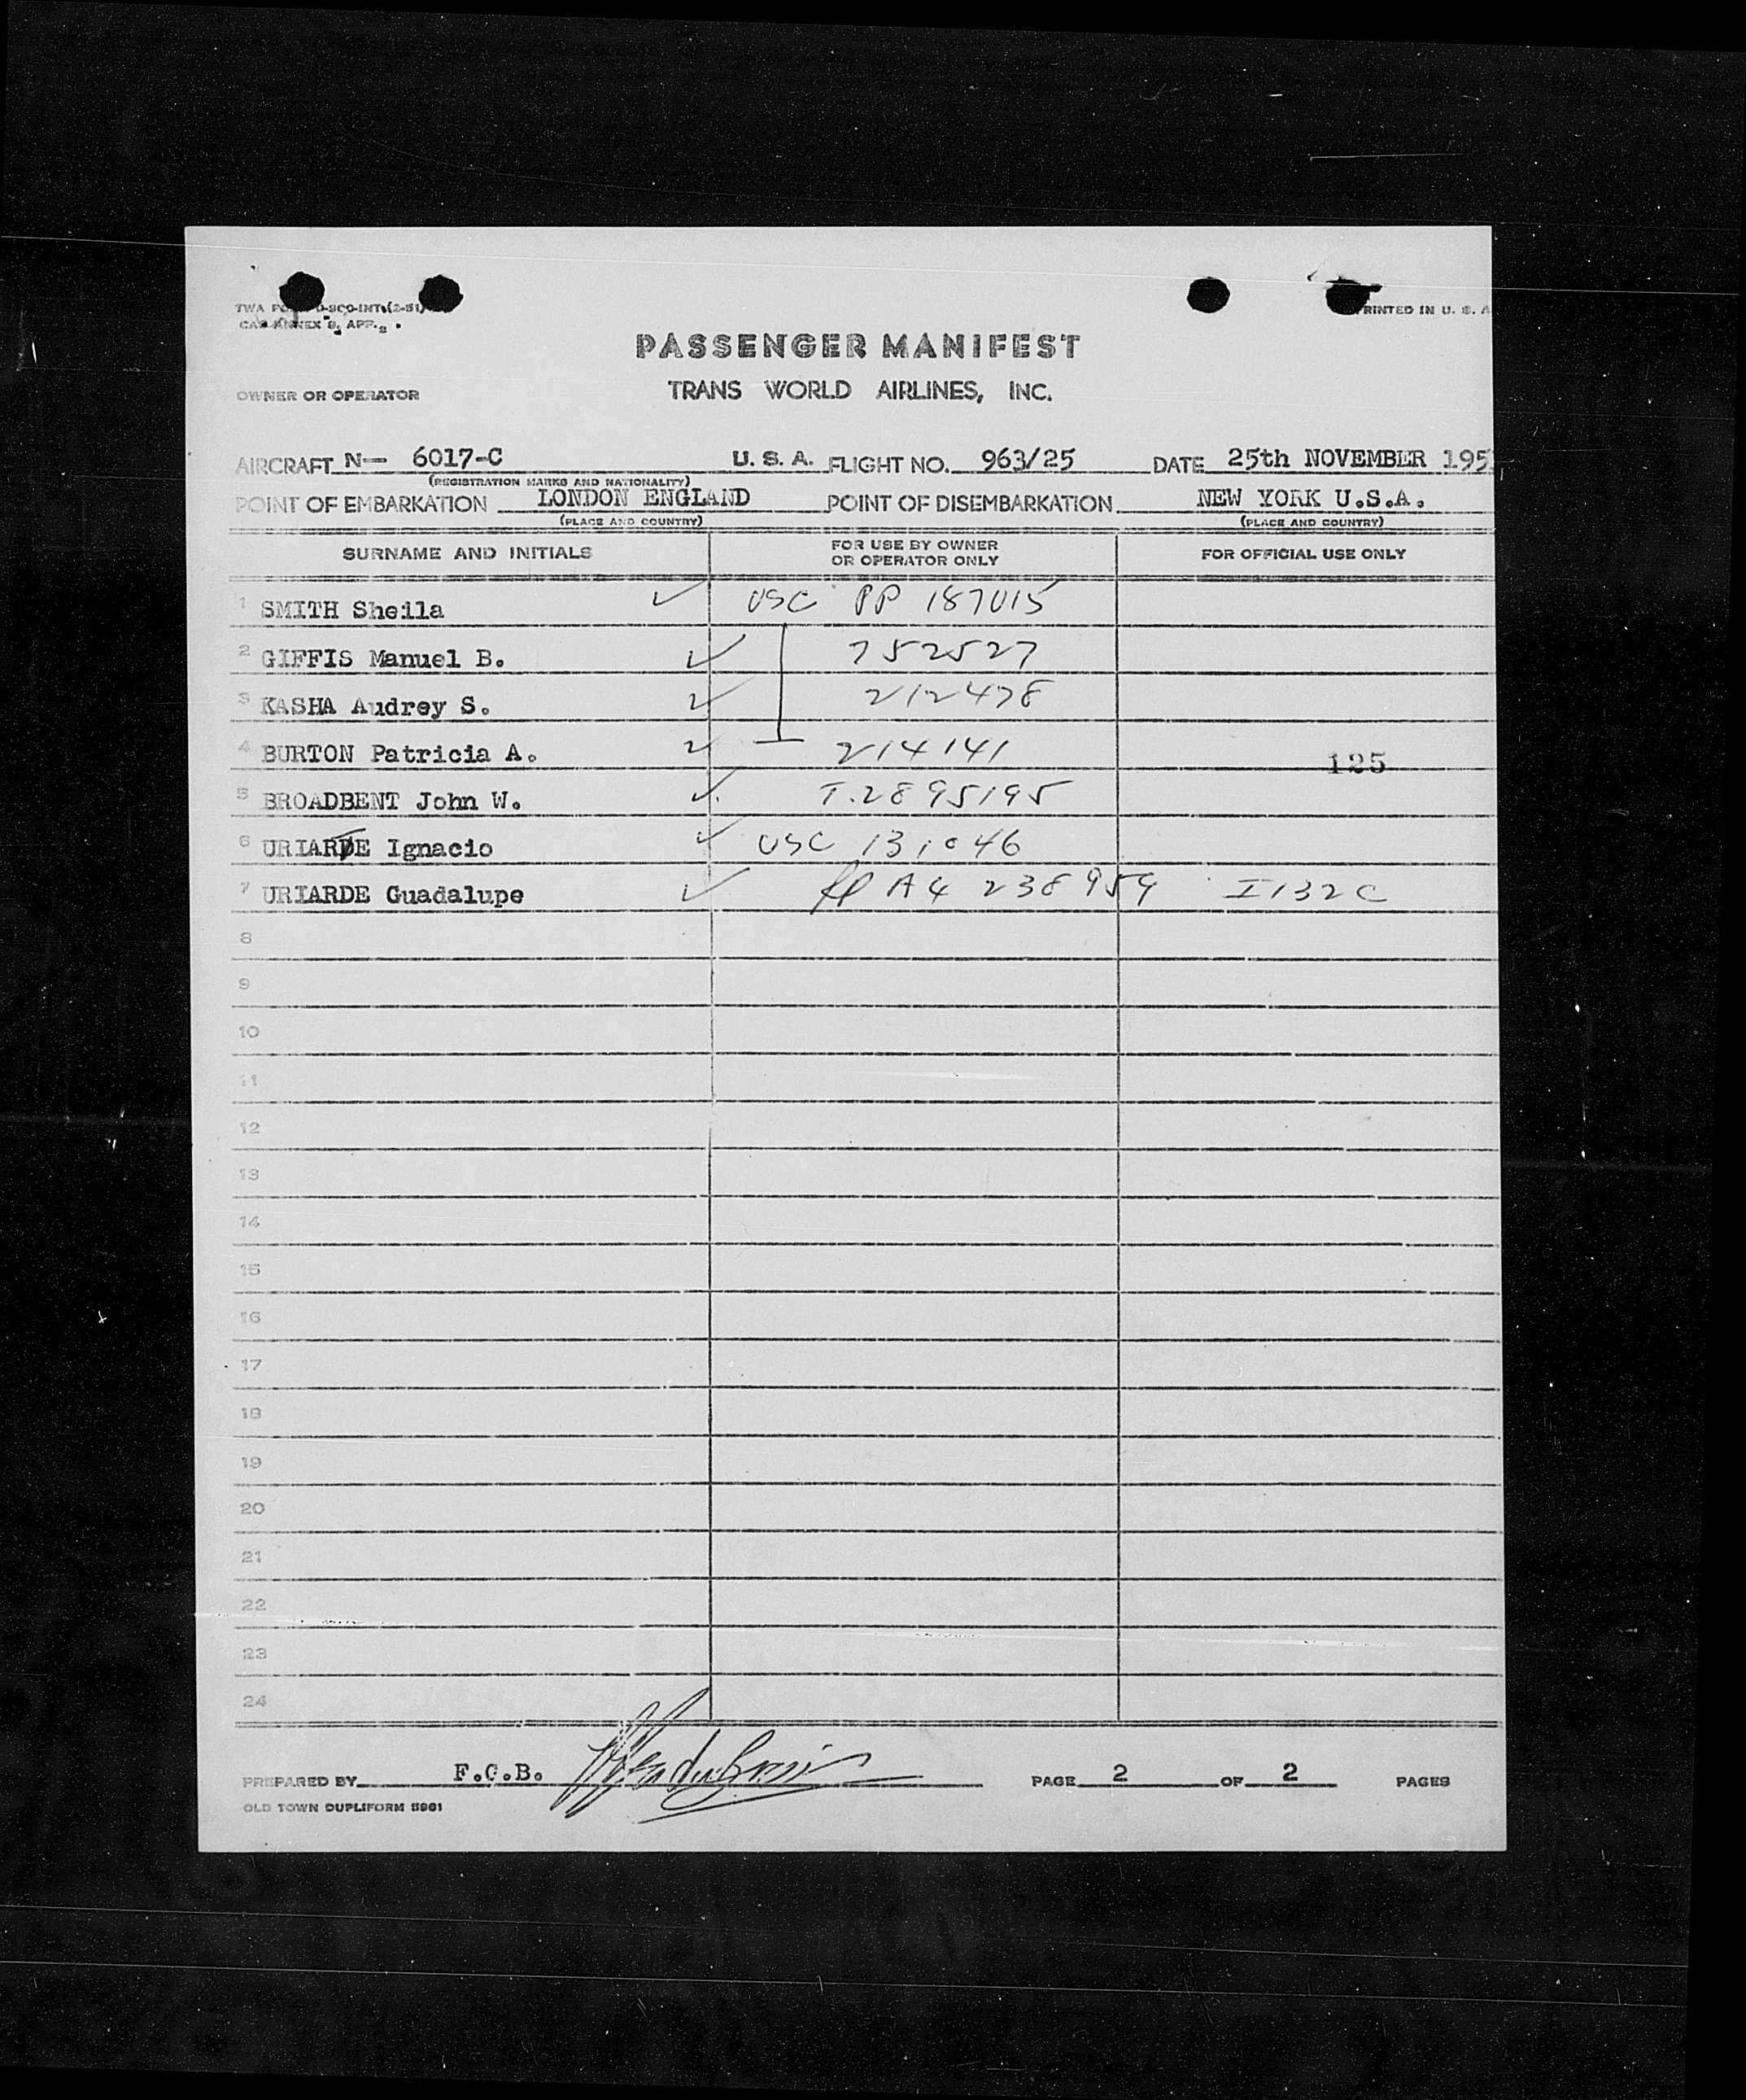 PRINTED IN U. S. A
PASSENGER MANIFEST
OWNER OR OPERATOR TRANS WORLD AIRLINES, INC.
AIRCRAFT N— 6017-C U. S. A. FLIGHT NO. 963/25 DATE 25th NOVEMBER 195
(REGISTRATION MARKS AND NATIONALITY)
POINT OF EMBARKATION LONDON ENGLAND POINT OF DISEMBARKATION NEW YORK U.S.A.
(PLACE AND COUNTRY) (PLACE AND COUNTRY)
SURNAME AND INITIALS FOR USE BY OWNER OR OPERATOR ONLY FOR OFFICIAL USE ONLY
1 SMITH Sheila ✓ USC PP 187015
2 GIFFIS Manuel B. ✓ 752527
3 KASHA Audrey S. ✓ 212478
4 BURTON Patricia A. ✓ 214141 125
5 BROADBENT John W. ✓ T.2895195
6 URIARTE Ignacio ✓ USC 131046
7 URIARDE Guadalupe ✓ A4 238959 I132C
8
9
10
11
12
13
14
15
16
17
18
19
20
21
22
23
24
PREPARED BY F.C.B. PAGE 2 OF 2 PAGES
OLD TOWN DUPLIFORM 5961